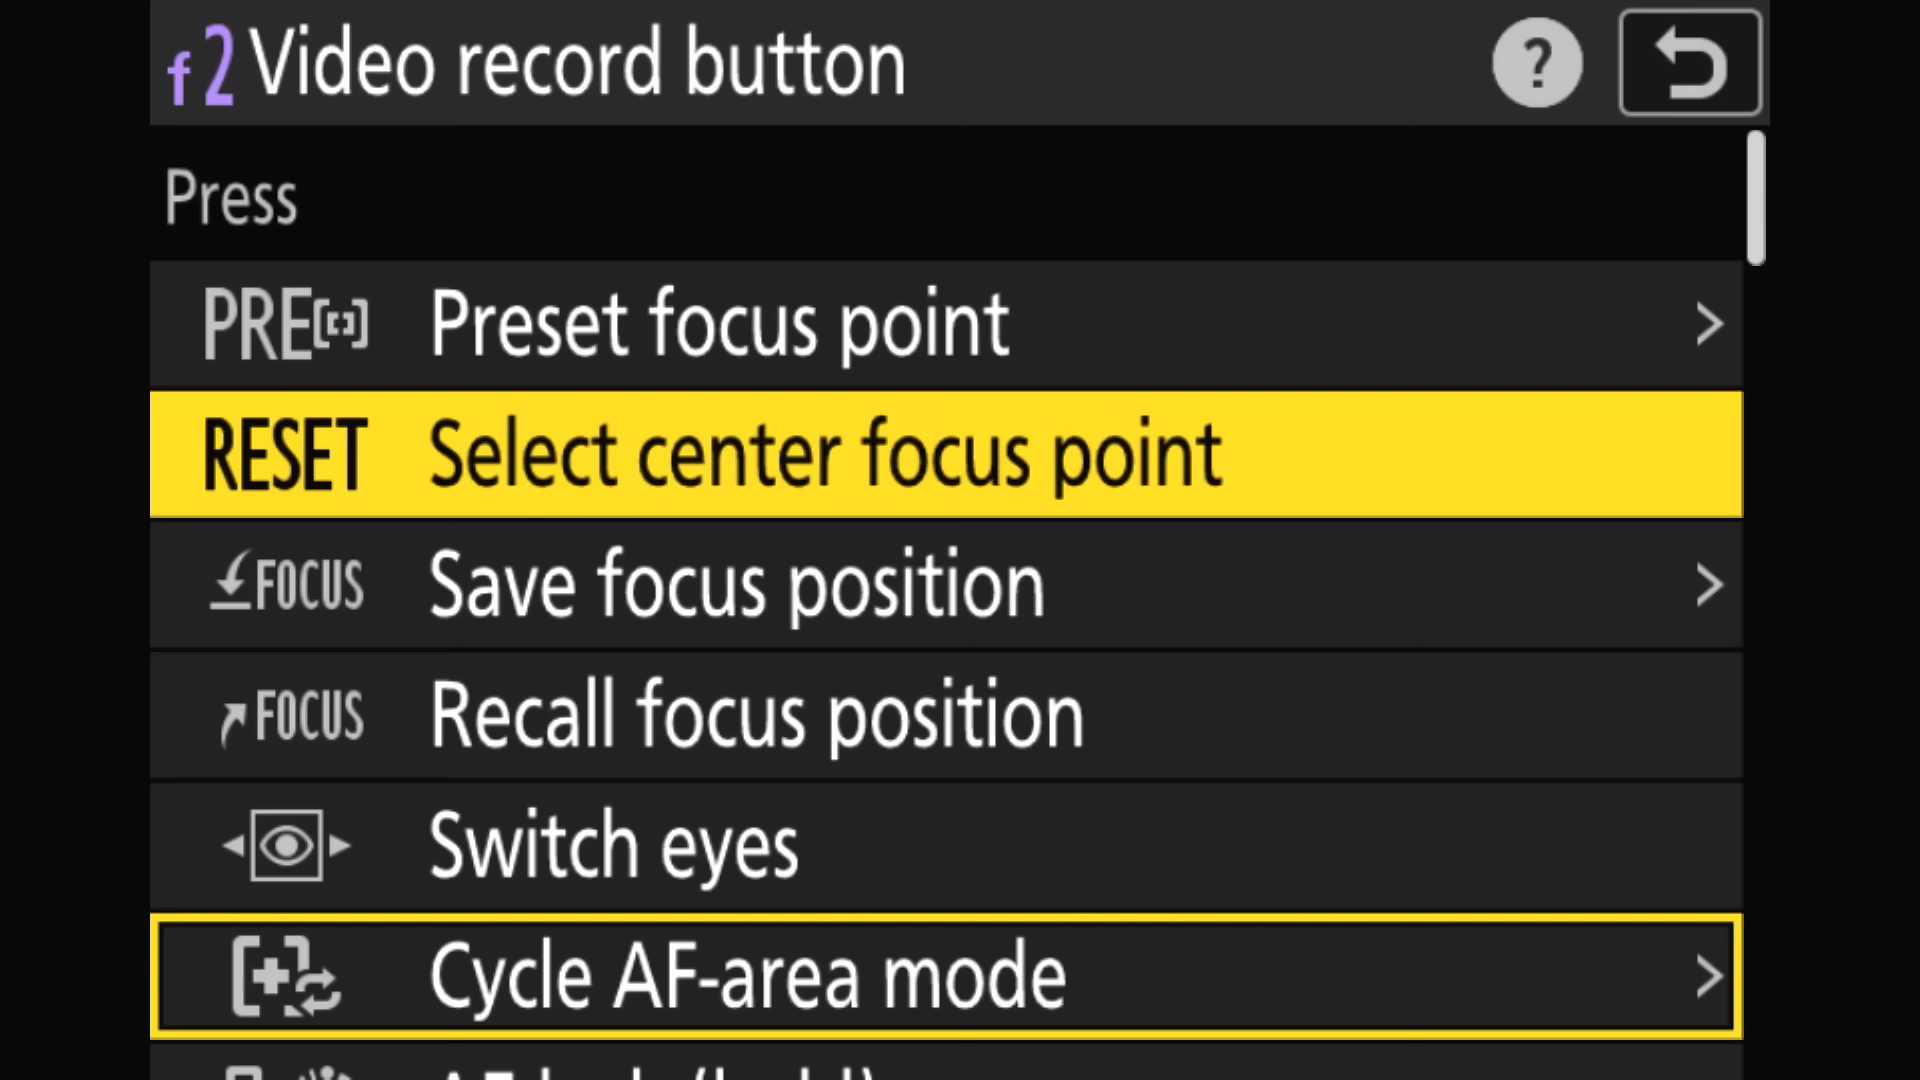 f2 Video record button ?
Press
PRE[ ] Preset focus point >
RESET Select center focus point
FOCUS Save focus position >
FOCUS Recall focus position
Switch eyes
Cycle AF-area mode >